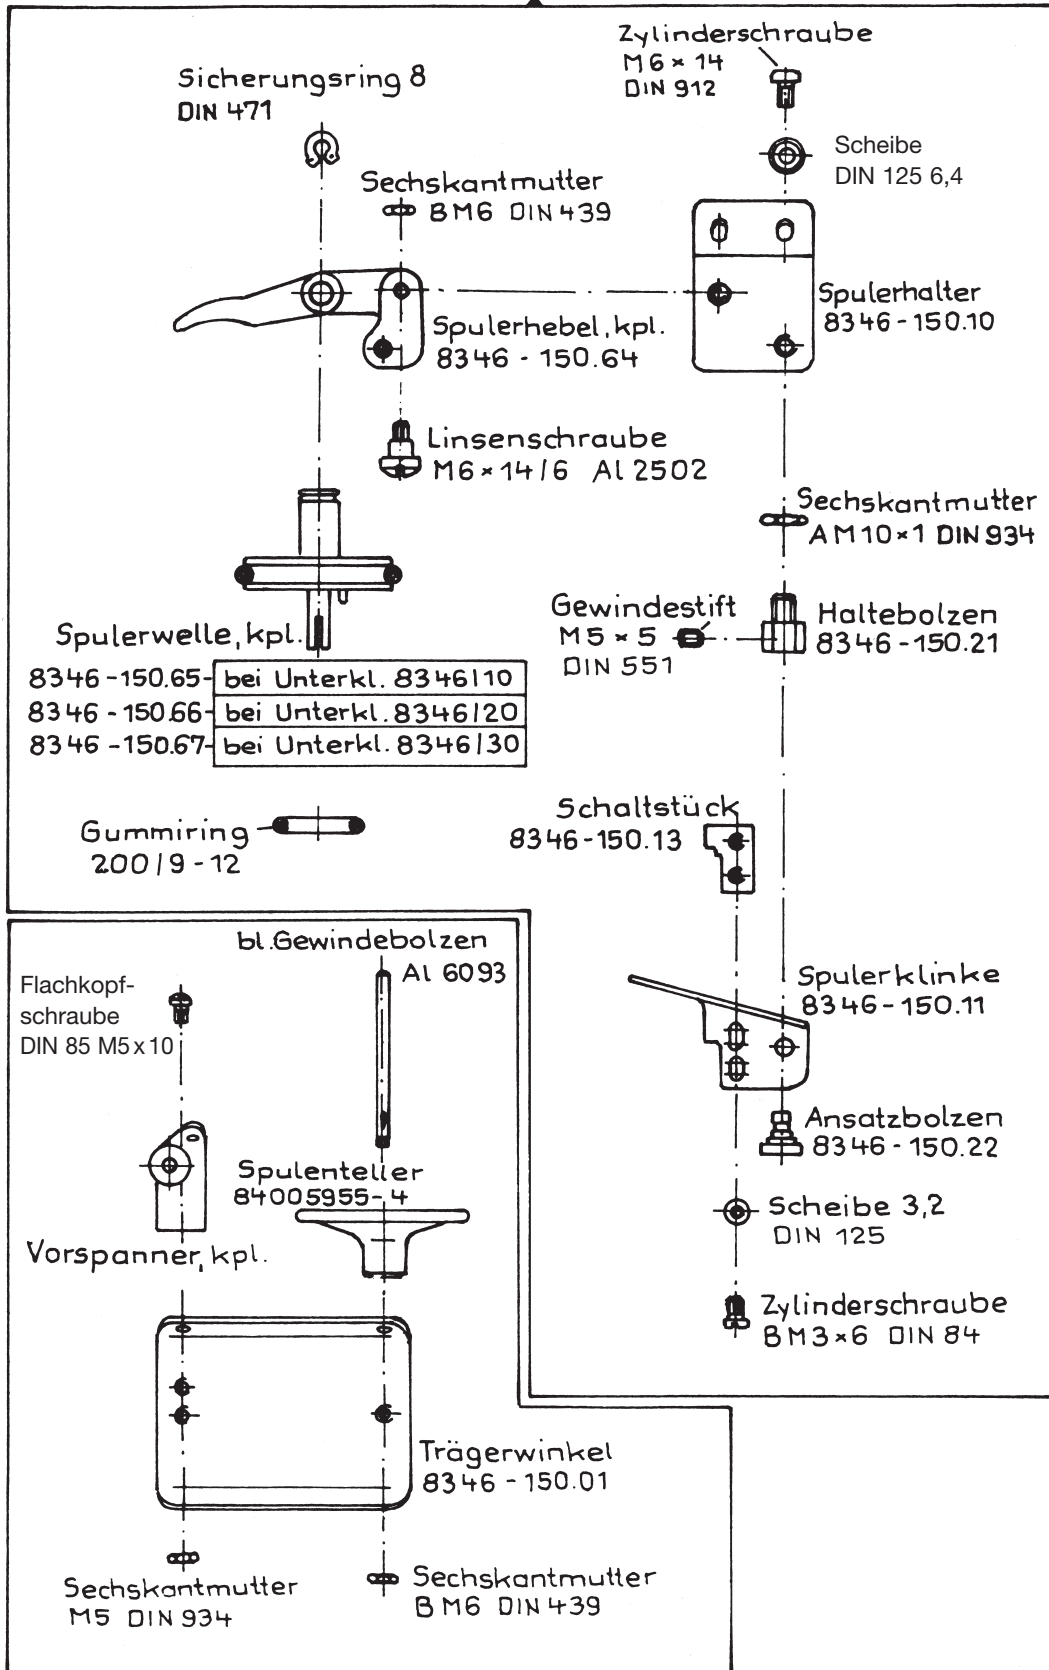 Zylinderschraube
M6 × 14
DIN 912
Sicherungsring 8
DIN 471
Scheibe
DIN 125 6,4
Sechskantmutter
BM6 DIN 439
Spulerhalter
8346-150.10
Spulerhebel, kpl.
8346 - 150.64
Linsenschraube
M6 × 14/6 Al 2502
Sechskantmutter
AM10×1 DIN 934
Gewindestift
M5 × 5
DIN 551
Haltebolzen
8346-150.21
Spulerwelle, kpl.
8346-150.65- bei Unterkl. 8346/10
8346-150.66- bei Unterkl. 8346/20
8346-150.67- bei Unterkl. 8346/30
Schaltstück
8346-150.13
Gummiring
200/9-12
bl. Gewindebolzen
Al 6093
Flachkopf-
schraube
DIN 85 M5x10
Spulerklinke
8346-150.11
Ansatzbolzen
8346-150.22
Spulenteller
84005955-4
Scheibe 3,2
DIN 125
Vorspanner, kpl.
Zylinderschraube
BM3×6 DIN 84
Trägerwinkel
8346-150.01
Sechskantmutter
M5 DIN 934
Sechskantmutter
BM6 DIN 439